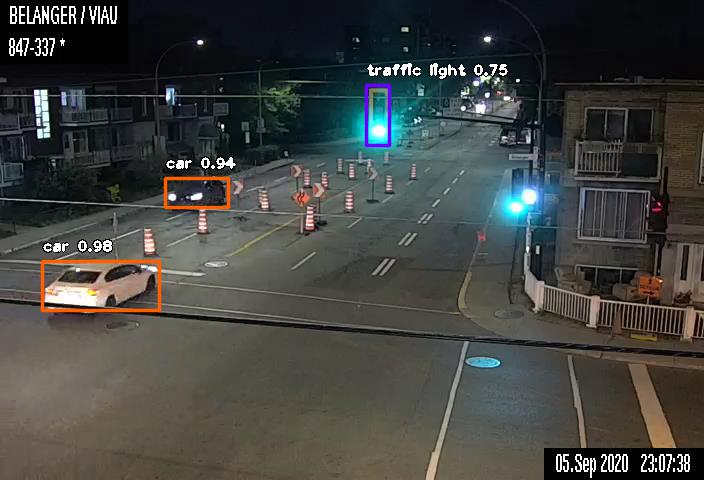 BELANGER / VIAU
847-337 *
traffic light 0.75
car 0.94
car 0.98
05.Sep 2020 23:07:38